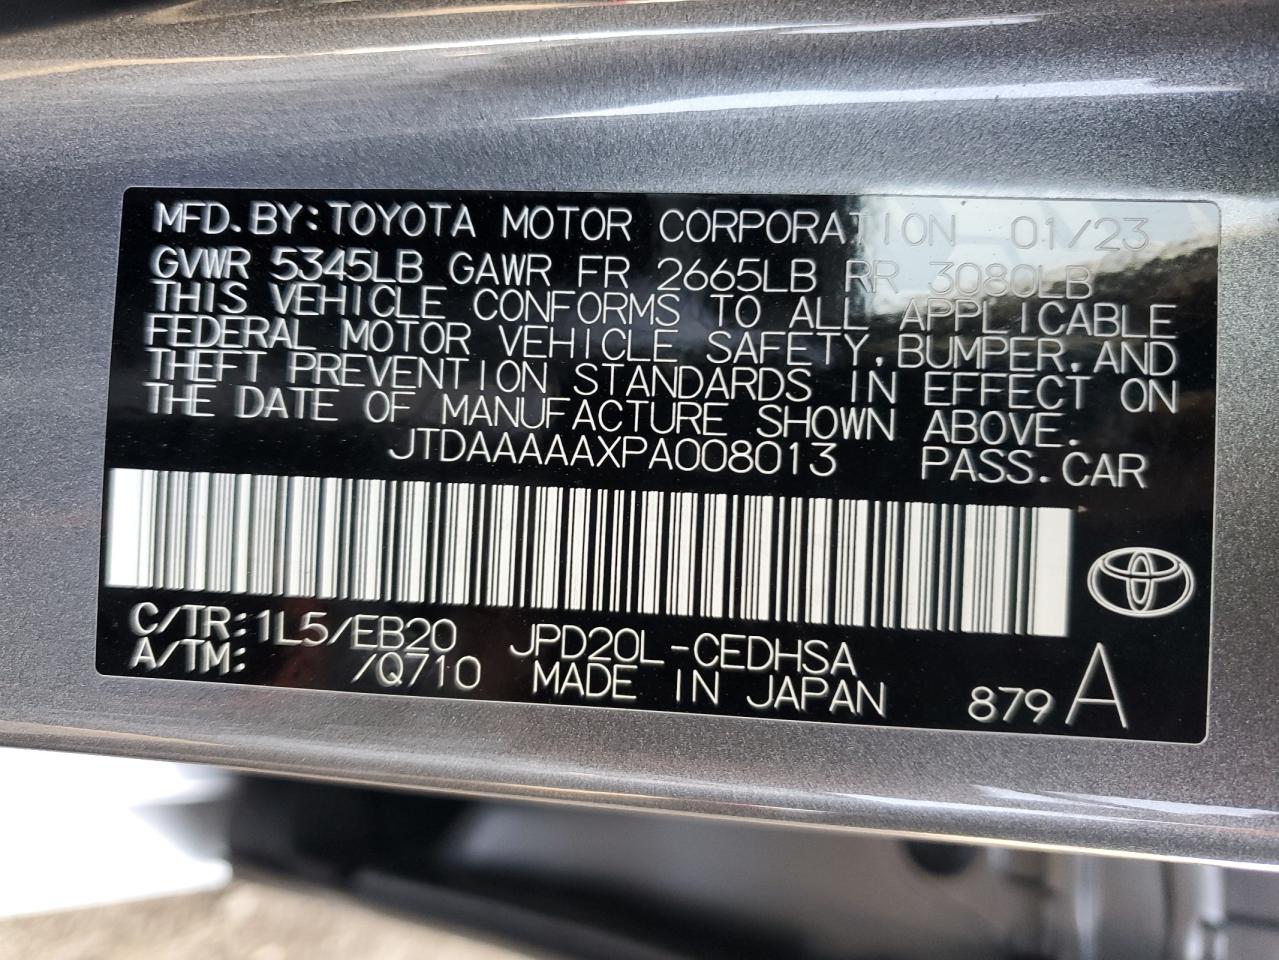 MFD.BY:TOYOTA MOTOR CORPORATION 01/23
GVWR 5345LB GAWR FR 2665LB RR 3080LB
THIS VEHICLE CONFORMS TO ALL APPLICABLE
FEDERAL MOTOR VEHICLE SAFETY,BUMPER,AND
THEFT PREVENTION STANDARDS IN EFFECT ON
THE DATE OF MANUFACTURE SHOWN ABOVE.
JTDAAAAAXPA008013 PASS.CAR
C/TR:1L5/EB20 JPD20L-CEDHSA
A/TM: /Q710 MADE IN JAPAN 879 A